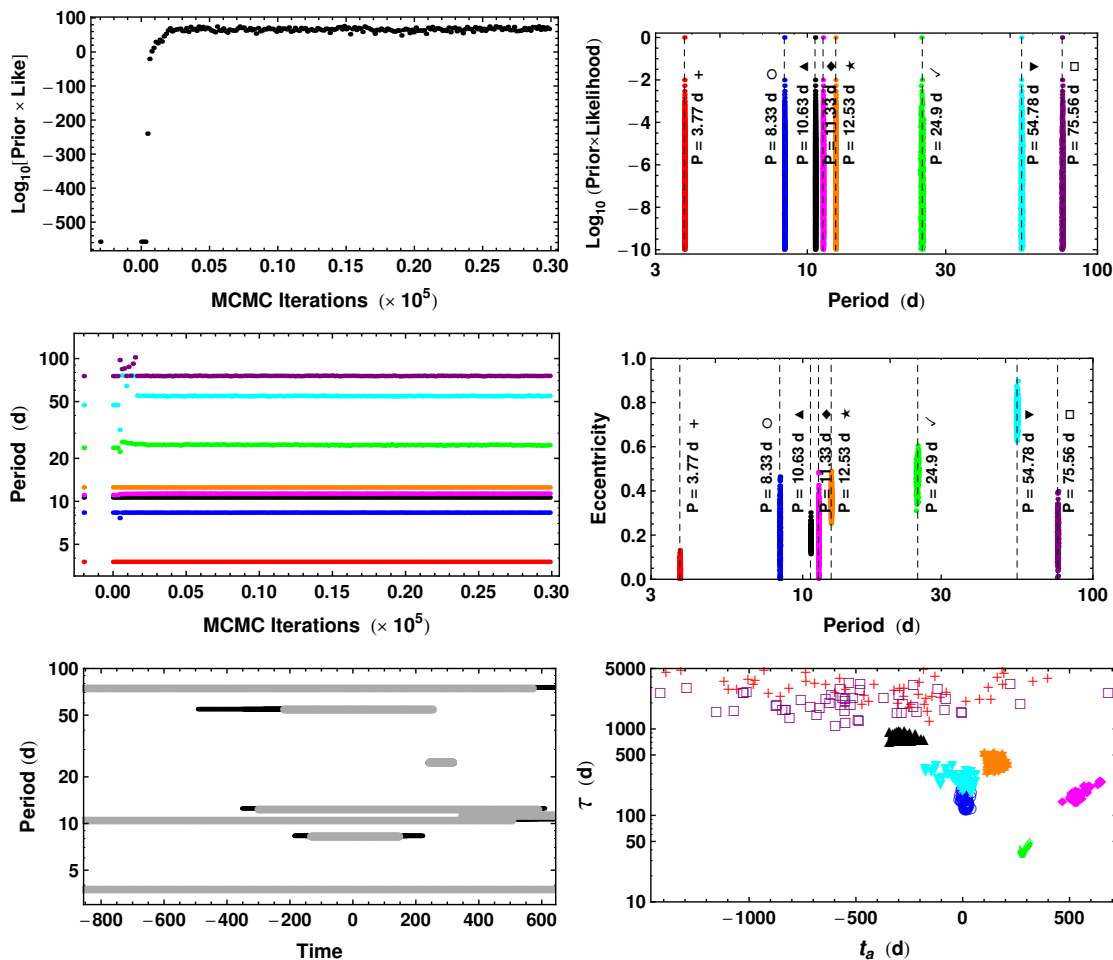 100
0
−100
−200
−300
−400
−500
Log10[Prior × Like]
0.00 0.05 0.10 0.15 0.20 0.25 0.30
MCMC Iterations (× 10^5)
0
−2
−4
−6
−8
−10
Log10 (Prior×Likelihood)
P = 3.77 d
P = 8.33 d
P = 10.63 d
P = 11.33 d
P = 12.53 d
P = 24.9 d
P = 54.78 d
P = 75.56 d
3 10 30 100
Period (d)
100
50
20
10
5
Period (d)
0.00 0.05 0.10 0.15 0.20 0.25 0.30
MCMC Iterations (× 10^5)
1.0
0.8
0.6
0.4
0.2
0.0
Eccentricity
P = 3.77 d
P = 8.33 d
P = 10.63 d
P = 11.33 d
P = 12.53 d
P = 24.9 d
P = 54.78 d
P = 75.56 d
3 10 30 100
Period (d)
100
50
20
10
5
Period (d)
−800 −600 −400 −200 0 200 400 600
Time
5000
1000
500
100
50
10
τ (d)
−1000 −500 0 500
t_a (d)